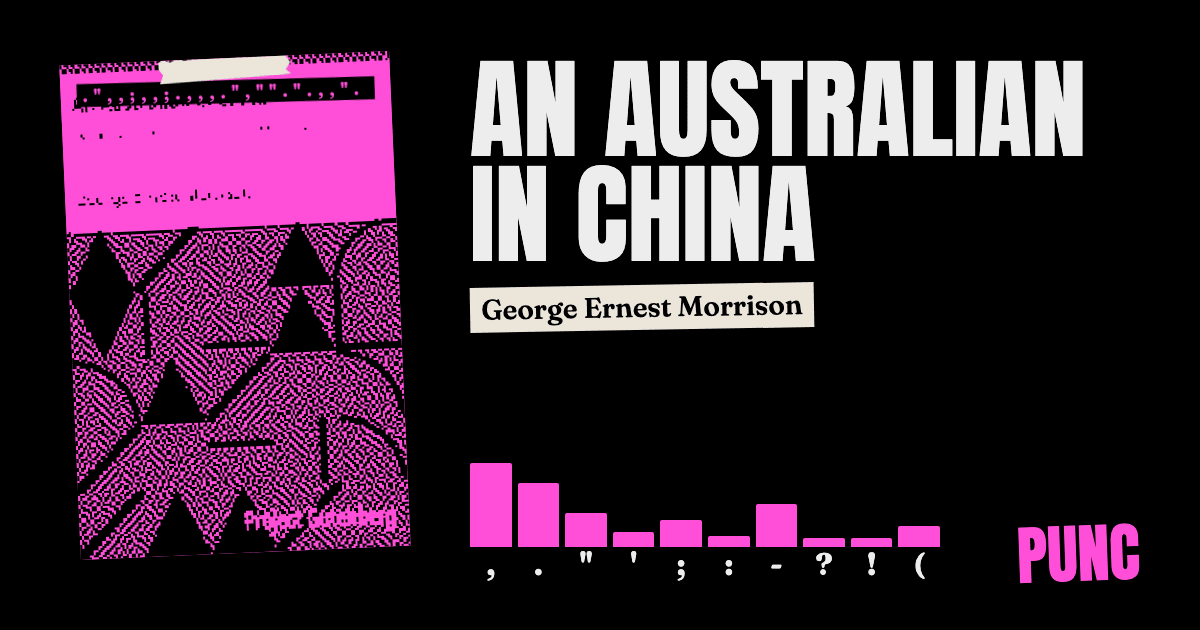 .",,;,,;.,,,."‚"".".,,".
AN AUSTRALIAN
IN CHINA
George Ernest Morrison
, . " ' ; : - ? ! (
PUNC
Project Gutenberg